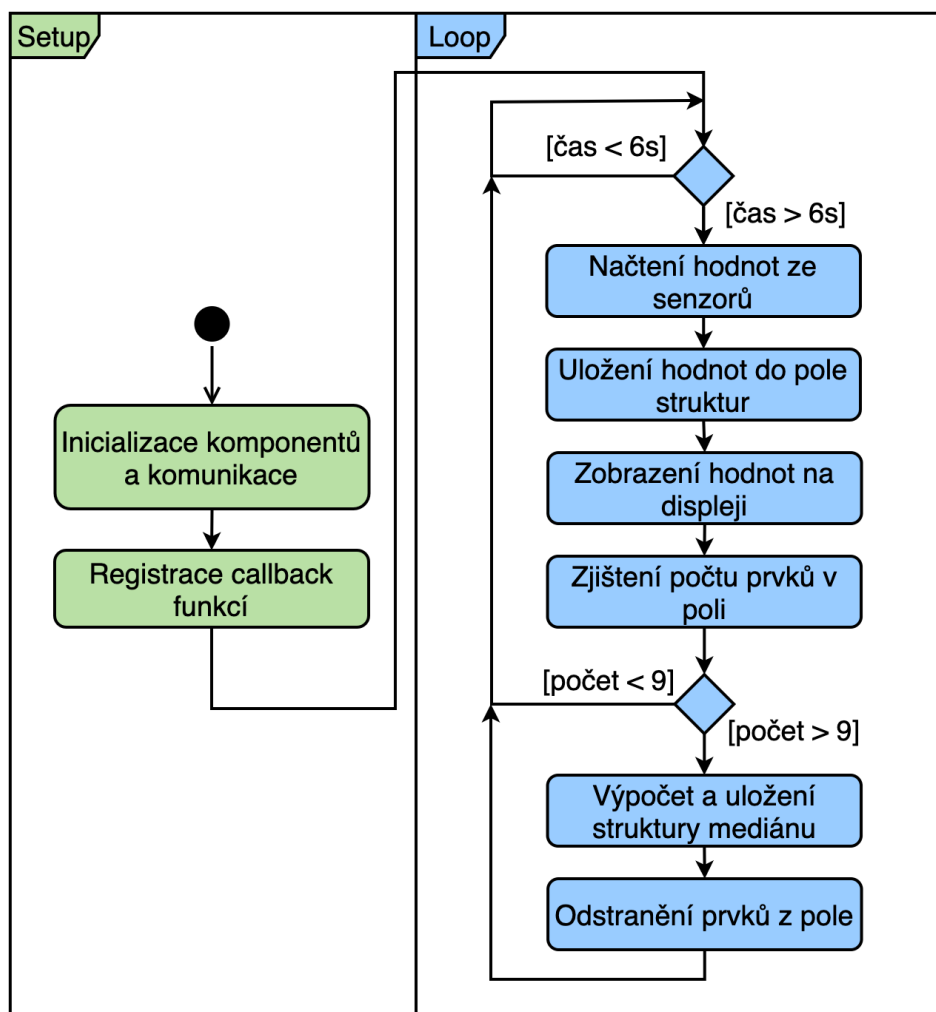 Setup
Inicializace komponentů
a komunikace
Registrace callback
funkcí
Loop
[čas < 6s]
[čas > 6s]
Načtení hodnot ze
senzorů
Uložení hodnot do pole
struktur
Zobrazení hodnot na
displeji
Zjištění počtu prvků v
poli
[počet < 9]
[počet > 9]
Výpočet a uložení
struktury mediánu
Odstranění prvků z pole